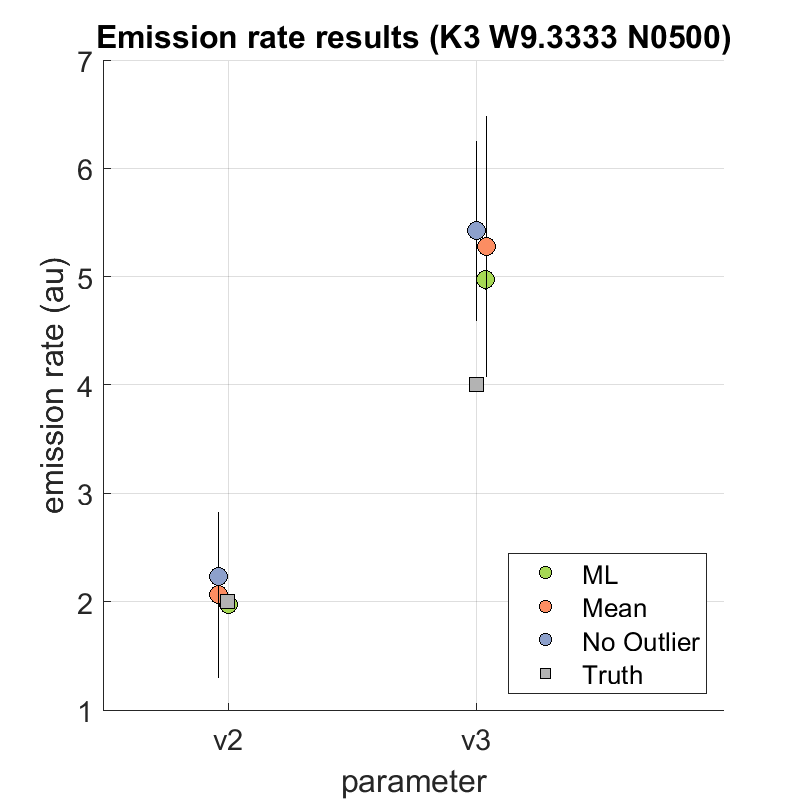 Emission rate results (K3 W9.3333 N0500)
7
6
5
4
3
2
1
emission rate (au)
v2
v3
parameter
ML
Mean
No Outlier
Truth